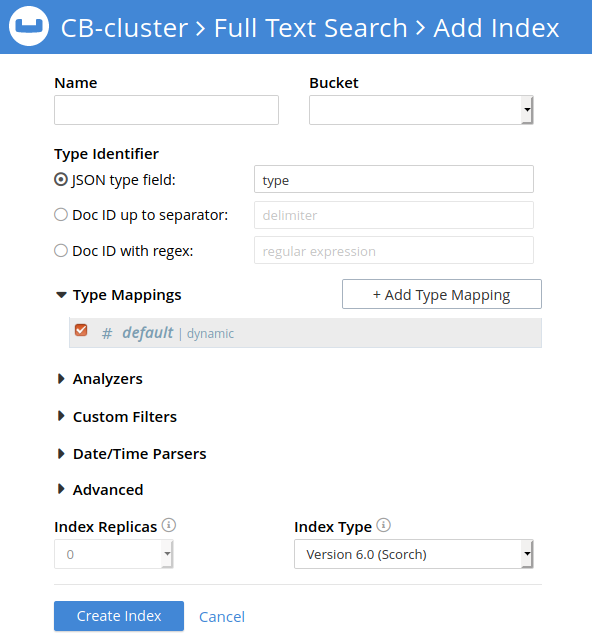 CB-cluster > Full Text Search > Add Index
Name Bucket
Type Identifier
JSON type field: type
Doc ID up to separator: delimiter
Doc ID with regex: regular expression
Type Mappings + Add Type Mapping
# default | dynamic
Analyzers
Custom Filters
Date/Time Parsers
Advanced
Index Replicas Index Type
0 Version 6.0 (Scorch)
Create Index Cancel